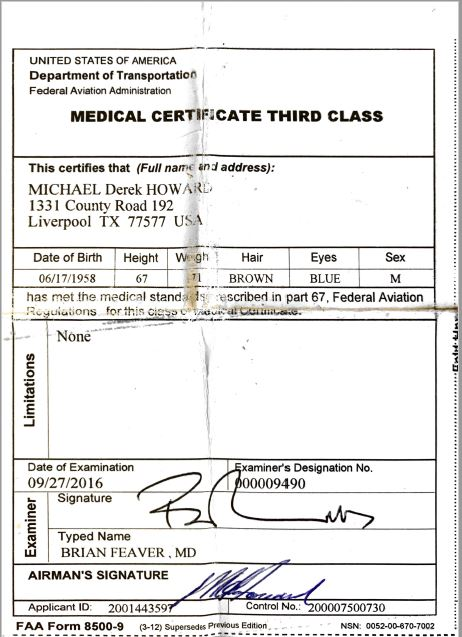 UNITED STATES OF AMERICA
Department of Transportation
Federal Aviation Administration
MEDICAL CERTIFICATE THIRD CLASS
This certifies that (Full name and address):
MICHAEL Derek HOWARD
1331 County Road 192
Liverpool TX 77577 USA
Date of Birth Height Weigh Hair Eyes Sex
06/17/1958 67 71 BROWN BLUE M
has met the medical standards rescribed in part 67, Federal Aviation
Regulations for this class of Medical Certificate.
Limitations
None
Date of Examination Examiner's Designation No.
09/27/2016 000009490
Examiner
Signature
Typed Name
BRIAN FEAVER , MD
AIRMAN'S SIGNATURE
Applicant ID: 2001443597 Control No.: 200007500730
FAA Form 8500-9 (3-12) Supersedes Previous Edition NSN: 0052-00-670-7002